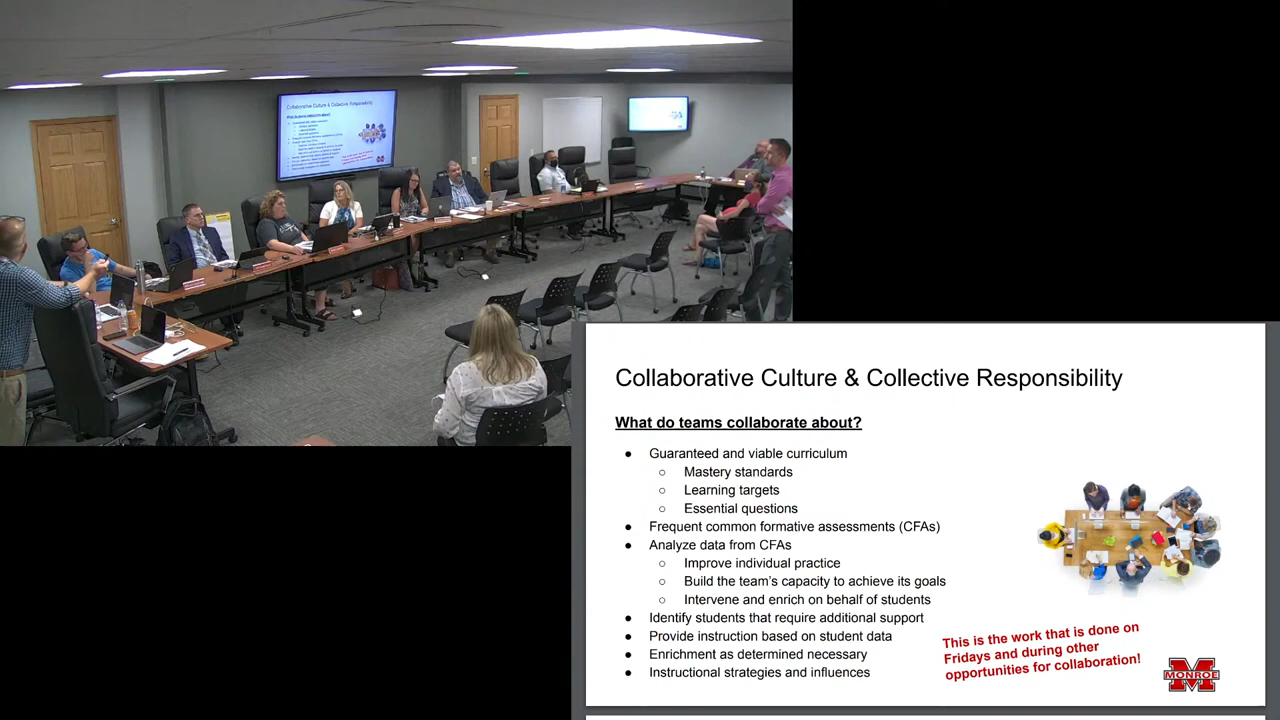 Collaborative Culture & Collective Responsibility
Collaborative Culture & Collective Responsibility
What do teams collaborate about?
● Guaranteed and viable curriculum
○ Mastery standards
○ Learning targets
○ Essential questions
● Frequent common formative assessments (CFAs)
● Analyze data from CFAs
○ Improve individual practice
○ Build the team's capacity to achieve its goals
○ Intervene and enrich on behalf of students
● Identify students that require additional support
● Provide instruction based on student data
● Enrichment as determined necessary
● Instructional strategies and influences
This is the work that is done on
Fridays and during other
opportunities for collaboration!
M
MONROE